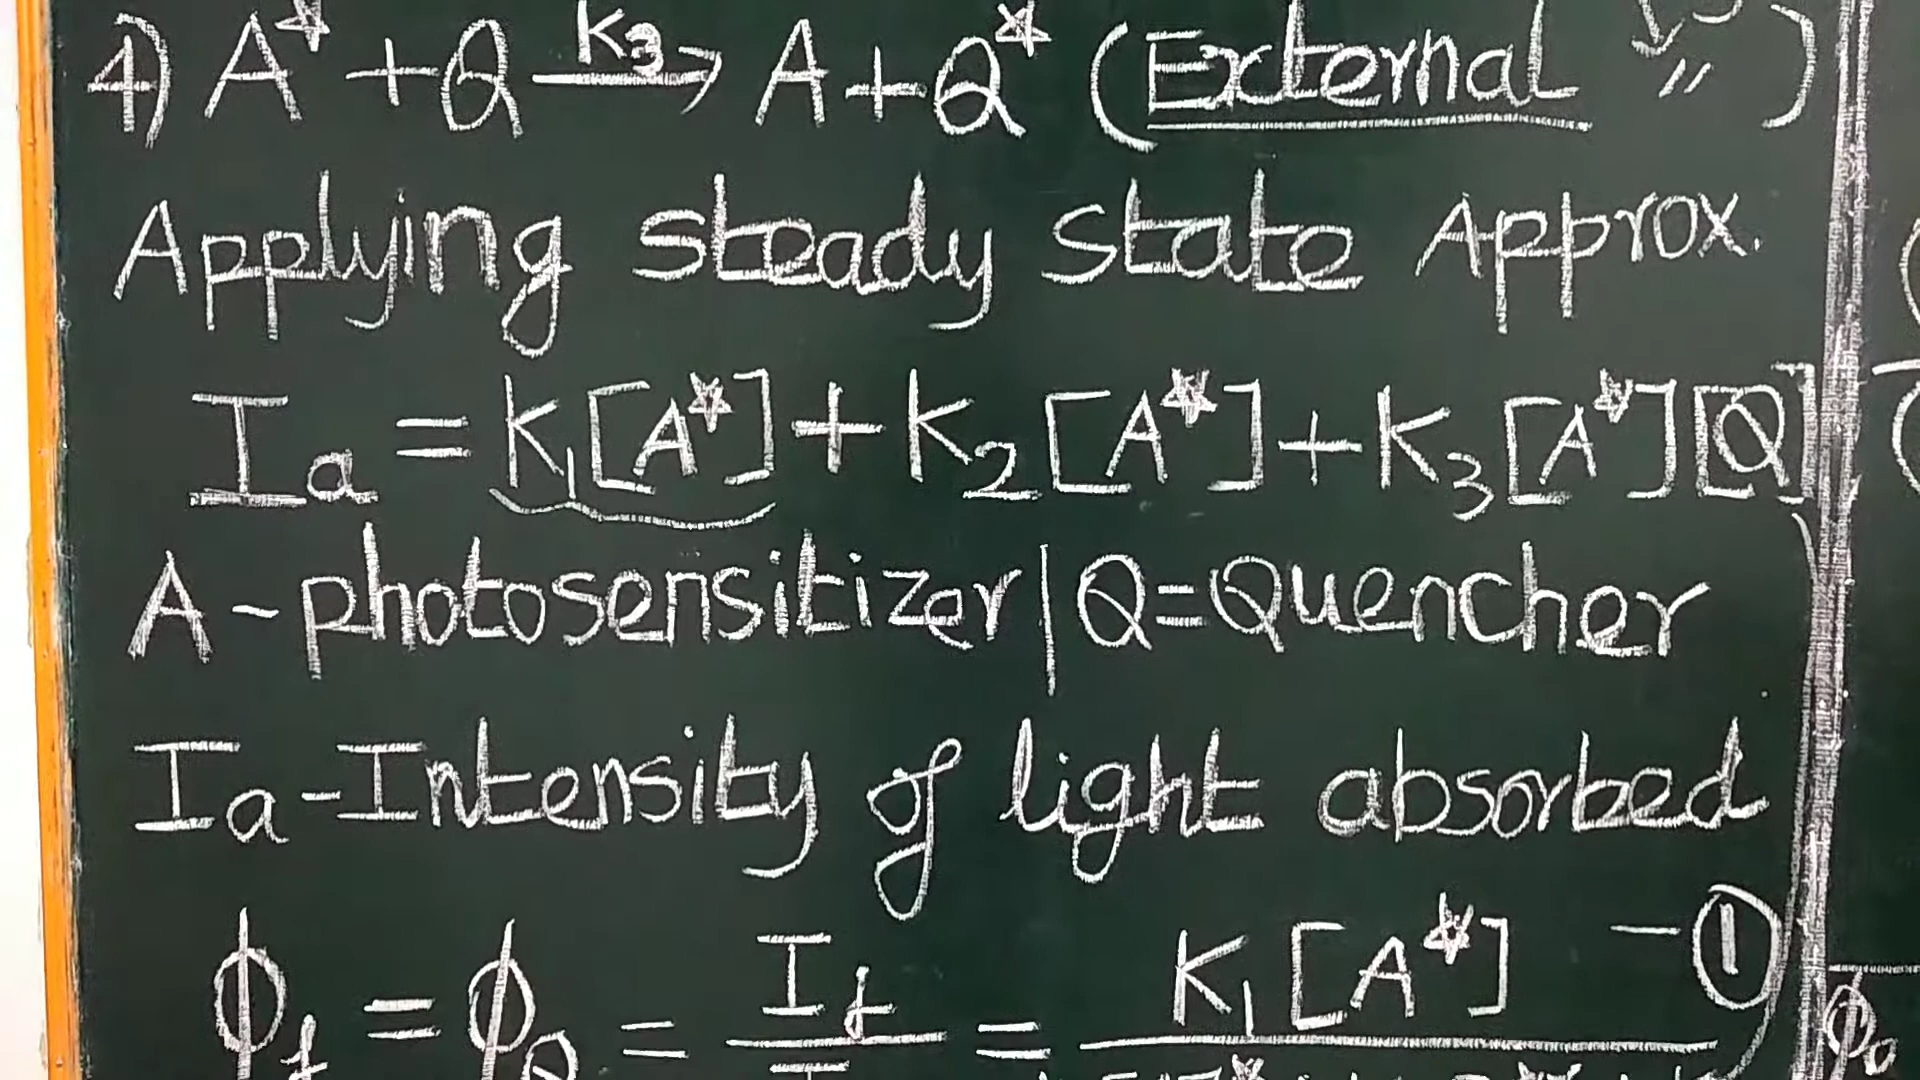 4) A* + Q —K3→ A + Q* (External " )
Applying steady state Approx.
Ia = K1[A*] + K2[A*] + K3[A*][Q]
A - photosensitizer | Q = Quencher
Ia - Intensity of light absorbed
ϕf = ϕQ = If = K1[A*] - ①